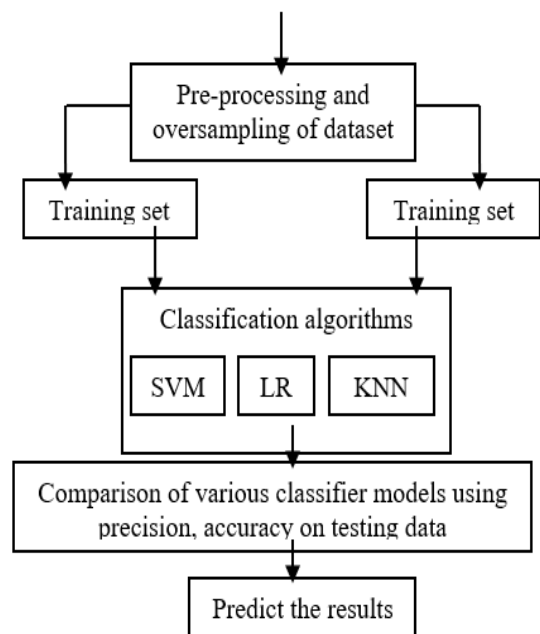 Pre-processing and
oversampling of dataset
Training set
Training set
Classification algorithms
SVM
LR
KNN
Comparison of various classifier models using
precision, accuracy on testing data
Predict the results